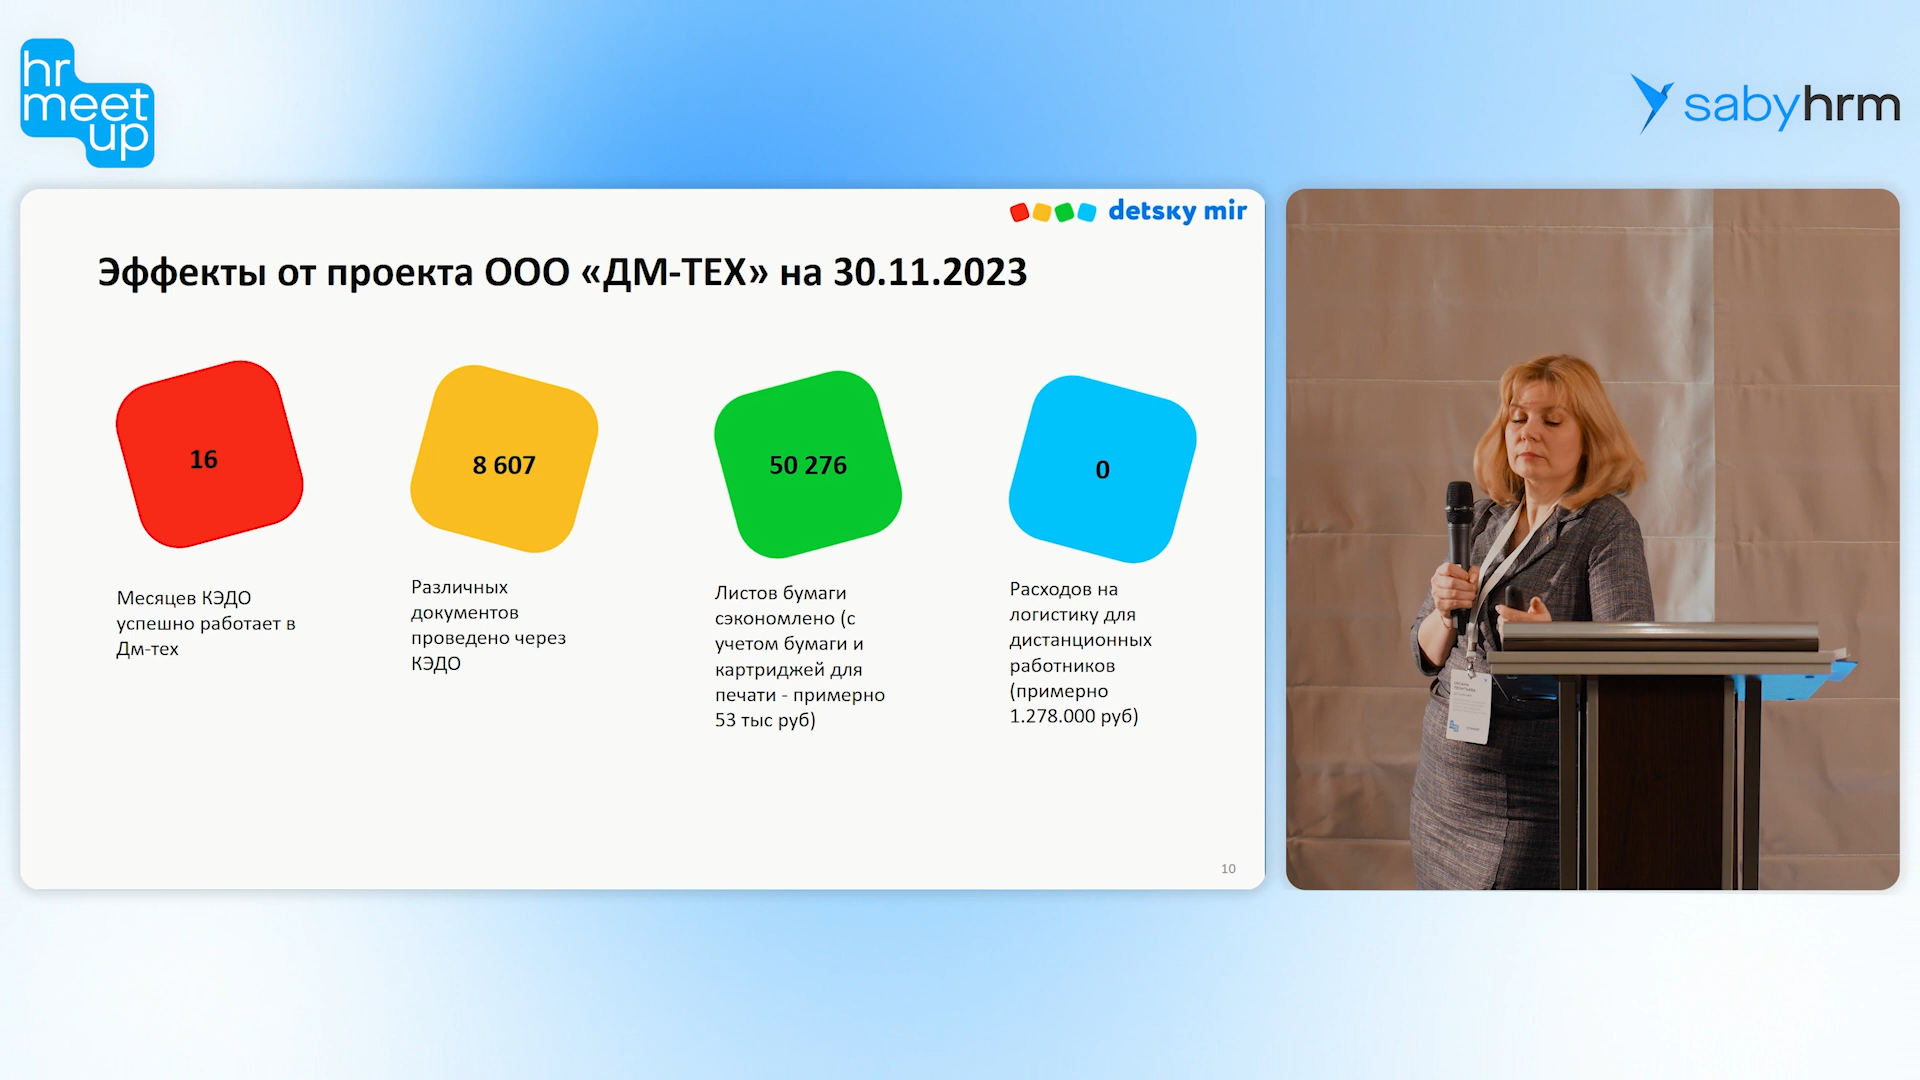 hr
meet
up
sabyhrm
detsky mir
Эффекты от проекта ООО «ДМ-ТЕХ» на 30.11.2023
16
8 607
50 276
0
Месяцев КЭДО
успешно работает в
Дм-тех
Различных
документов
проведено через
КЭДО
Листов бумаги
сэкономлено (с
учетом бумаги и
картриджей для
печати - примерно
53 тыс руб)
Расходов на
логистику для
дистанционных
работников
(примерно
1.278.000 руб)
10